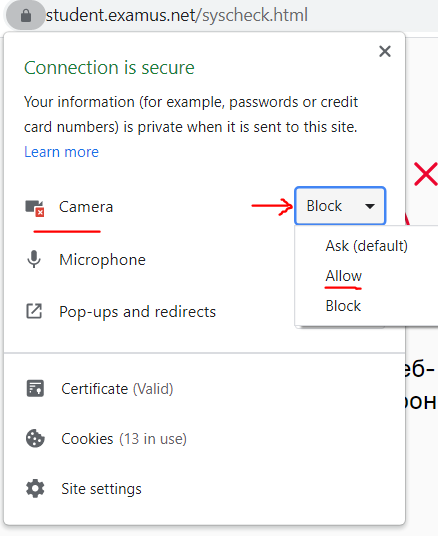 student.examus.net/syscheck.html
Connection is secure
Your information (for example, passwords or credit
card numbers) is private when it is sent to this site.
Learn more
Camera
Block
Ask (default)
Allow
Block
Microphone
Pop-ups and redirects
Certificate (Valid)
Cookies (13 in use)
Site settings